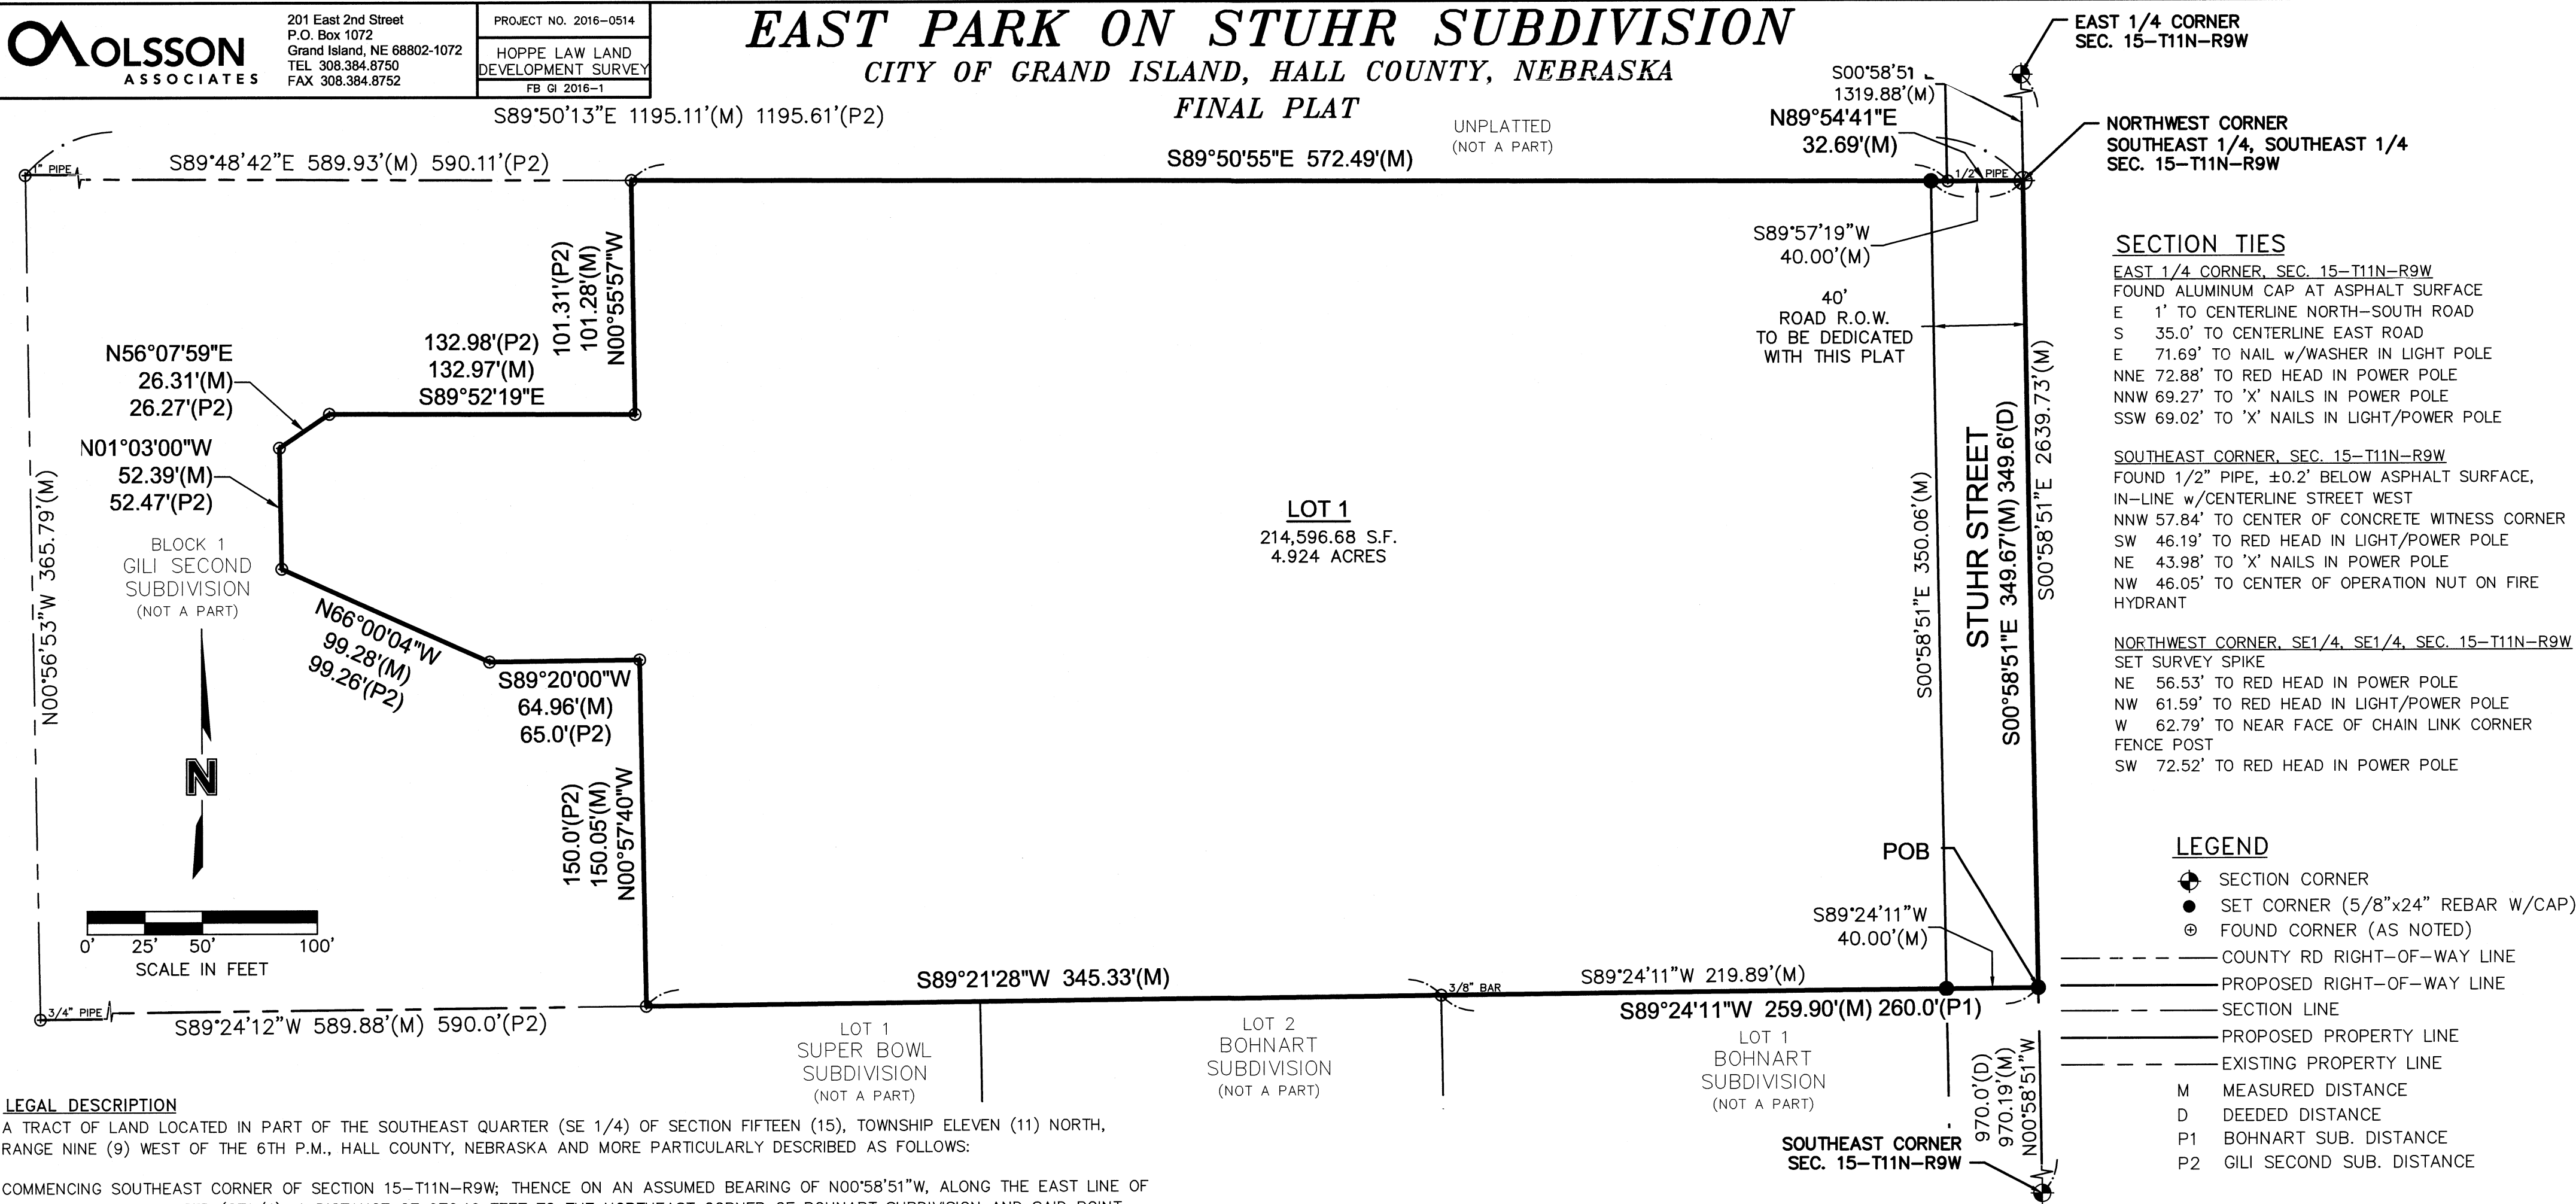 OLSSON
ASSOCIATES
201 East 2nd Street
P.O. Box 1072
Grand Island, NE 68802-1072
TEL 308.384.8750
FAX 308.384.8752
PROJECT NO. 2016-0514
HOPPE LAW LAND
DEVELOPMENT SURVEY
FB GI 2016-1
EAST PARK ON STUHR SUBDIVISION
CITY OF GRAND ISLAND, HALL COUNTY, NEBRASKA
FINAL PLAT
EAST 1/4 CORNER
SEC. 15-T11N-R9W
S00°58'51
1319.88'(M)
N89°54'41"E
32.69'(M)
NORTHWEST CORNER
SOUTHEAST 1/4, SOUTHEAST 1/4
SEC. 15-T11N-R9W
S89°50'13"E 1195.11'(M) 1195.61'(P2)
UNPLATTED
(NOT A PART)
S89°48'42"E 589.93'(M) 590.11'(P2)
S89°50'55"E 572.49'(M)
1" PIPE
1/2" PIPE
S89°57'19"W
40.00'(M)
40'
ROAD R.O.W.
TO BE DEDICATED
WITH THIS PLAT
101.31'(P2)
101.28'(M)
N00°55'57"W
132.98'(P2)
132.97'(M)
S89°52'19"E
N56°07'59"E
26.31'(M)
26.27'(P2)
N01°03'00"W
52.39'(M)
52.47'(P2)
N00°56'53"W 365.79'(M)
BLOCK 1
GILI SECOND
SUBDIVISION
(NOT A PART)
N66°00'04"W
99.28'(M)
99.26'(P2)
S89°20'00"W
64.96'(M)
65.0'(P2)
150.0'(P2)
150.05'(M)
N00°57'40"W
LOT 1
214,596.68 S.F.
4.924 ACRES
S00°58'51"E 350.06'(M)
STUHR STREET
S00°58'51"E 349.67'(M) 349.6'(D)
S00°58'51"E 2639.73'(M)
N
0' 25' 50' 100'
SCALE IN FEET
POB
S89°24'11"W
40.00'(M)
S89°21'28"W 345.33'(M)
3/8" BAR
S89°24'11"W 219.89'(M)
S89°24'11"W 259.90'(M) 260.0'(P1)
3/4" PIPE
S89°24'12"W 589.88'(M) 590.0'(P2)
LOT 1
SUPER BOWL
SUBDIVISION
(NOT A PART)
LOT 2
BOHNART
SUBDIVISION
(NOT A PART)
LOT 1
BOHNART
SUBDIVISION
(NOT A PART)
970.0'(D)
970.19'(M)
N00°58'51"W
SOUTHEAST CORNER
SEC. 15-T11N-R9W
SECTION TIES
EAST 1/4 CORNER, SEC. 15-T11N-R9W
FOUND ALUMINUM CAP AT ASPHALT SURFACE
E 1' TO CENTERLINE NORTH-SOUTH ROAD
S 35.0' TO CENTERLINE EAST ROAD
E 71.69' TO NAIL w/WASHER IN LIGHT POLE
NNE 72.88' TO RED HEAD IN POWER POLE
NNW 69.27' TO 'X' NAILS IN POWER POLE
SSW 69.02' TO 'X' NAILS IN LIGHT/POWER POLE
SOUTHEAST CORNER, SEC. 15-T11N-R9W
FOUND 1/2" PIPE, ±0.2' BELOW ASPHALT SURFACE,
IN-LINE w/CENTERLINE STREET WEST
NNW 57.84' TO CENTER OF CONCRETE WITNESS CORNER
SW 46.19' TO RED HEAD IN LIGHT/POWER POLE
NE 43.98' TO 'X' NAILS IN POWER POLE
NW 46.05' TO CENTER OF OPERATION NUT ON FIRE
HYDRANT
NORTHWEST CORNER, SE1/4, SE1/4, SEC. 15-T11N-R9W
SET SURVEY SPIKE
NE 56.53' TO RED HEAD IN POWER POLE
NW 61.59' TO RED HEAD IN LIGHT/POWER POLE
W 62.79' TO NEAR FACE OF CHAIN LINK CORNER
FENCE POST
SW 72.52' TO RED HEAD IN POWER POLE
LEGEND
SECTION CORNER
SET CORNER (5/8"x24" REBAR W/CAP)
FOUND CORNER (AS NOTED)
COUNTY RD RIGHT-OF-WAY LINE
PROPOSED RIGHT-OF-WAY LINE
SECTION LINE
PROPOSED PROPERTY LINE
EXISTING PROPERTY LINE
M MEASURED DISTANCE
D DEEDED DISTANCE
P1 BOHNART SUB. DISTANCE
P2 GILI SECOND SUB. DISTANCE
LEGAL DESCRIPTION
A TRACT OF LAND LOCATED IN PART OF THE SOUTHEAST QUARTER (SE 1/4) OF SECTION FIFTEEN (15), TOWNSHIP ELEVEN (11) NORTH,
RANGE NINE (9) WEST OF THE 6TH P.M., HALL COUNTY, NEBRASKA AND MORE PARTICULARLY DESCRIBED AS FOLLOWS:
COMMENCING SOUTHEAST CORNER OF SECTION 15-T11N-R9W; THENCE ON AN ASSUMED BEARING OF N00°58'51"W, ALONG THE EAST LINE OF